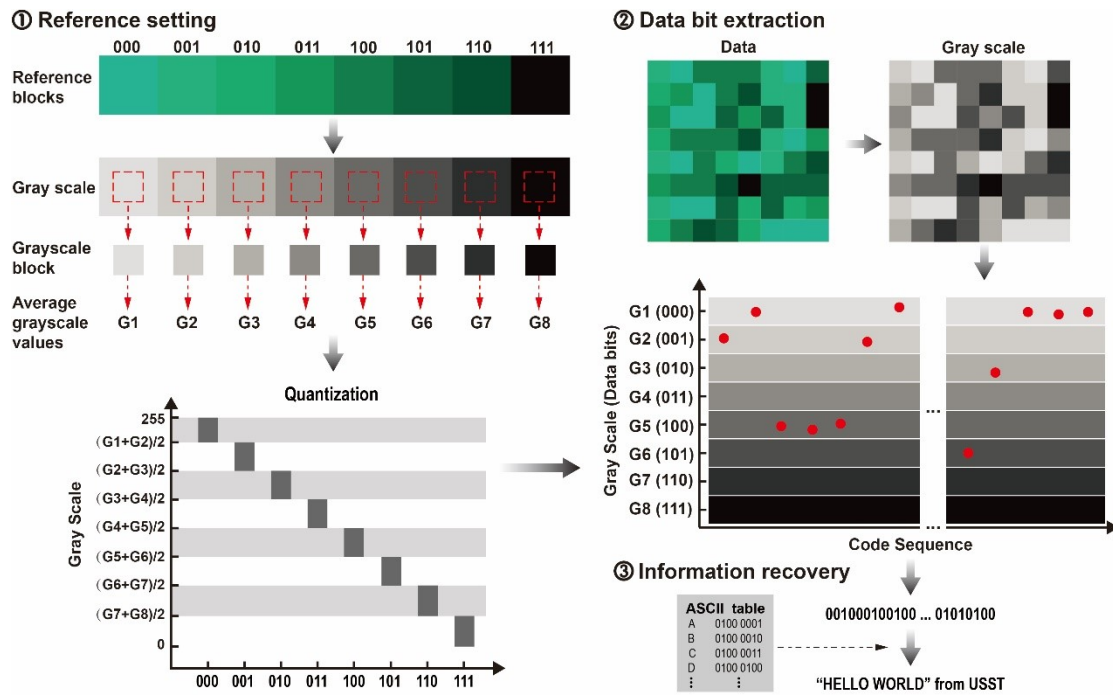 ① Reference setting
000 001 010 011 100 101 110 111
Reference
blocks
Gray scale
Grayscale
block
Average
grayscale
values
G1 G2 G3 G4 G5 G6 G7 G8
Quantization
Gray Scale
255
(G1+G2)/2
(G2+G3)/2
(G3+G4)/2
(G4+G5)/2
(G5+G6)/2
(G6+G7)/2
(G7+G8)/2
0
000 001 010 011 100 101 110 111
② Data bit extraction
Data Gray scale
Gray Scale (Data bits)
G1 (000)
G2 (001)
G3 (010)
G4 (011)
...
G5 (100)
G6 (101)
G7 (110)
G8 (111)
...
Code Sequence
③ Information recovery
ASCII table
A 0100 0001
B 0100 0010
C 0100 0011
D 0100 0100
⋮ ⋮
001000100100 ... 01010100
“HELLO WORLD” from USST